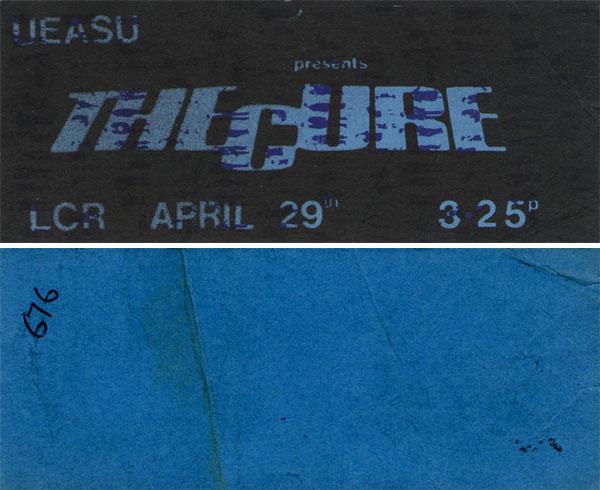 UEASU
presents
THE CURE
LCR APRIL 29th 3·25p
676